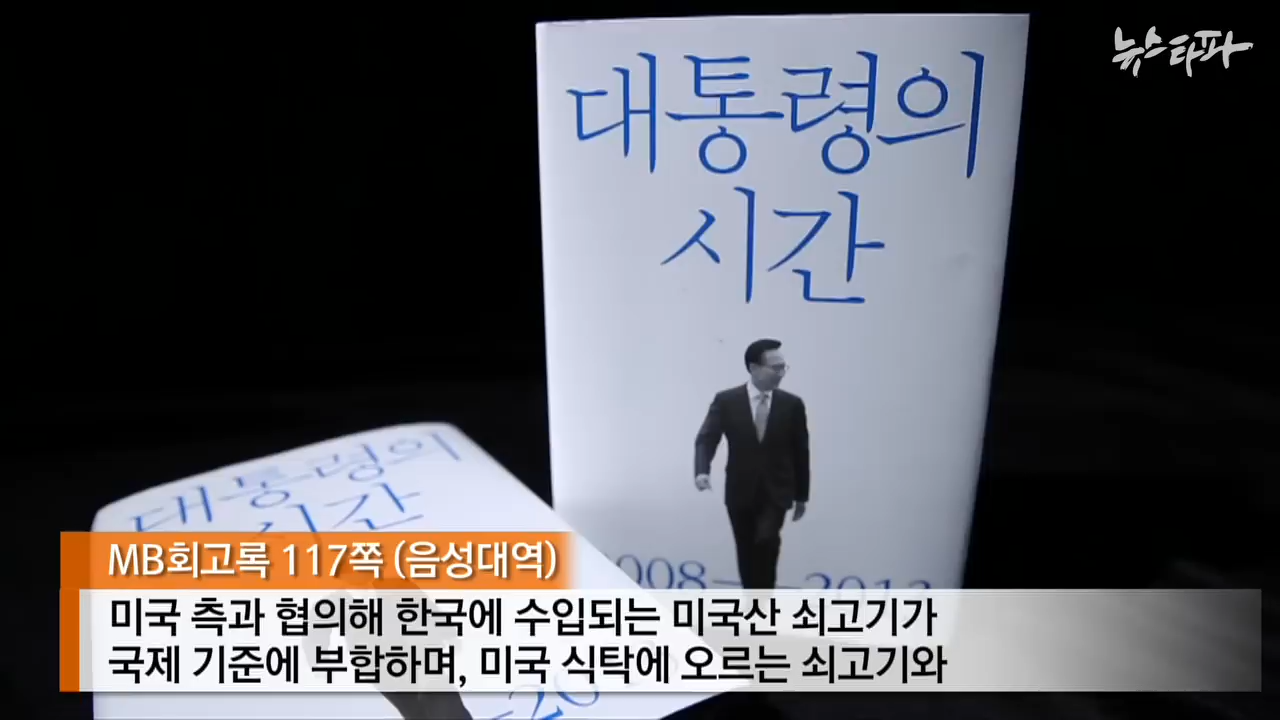 뉴스타파
대통령의
시간
대통령의
시간
2008—2013
MB회고록 117쪽 (음성대역)
미국 측과 협의해 한국에 수입되는 미국산 쇠고기가
국제 기준에 부합하며, 미국 식탁에 오르는 쇠고기와